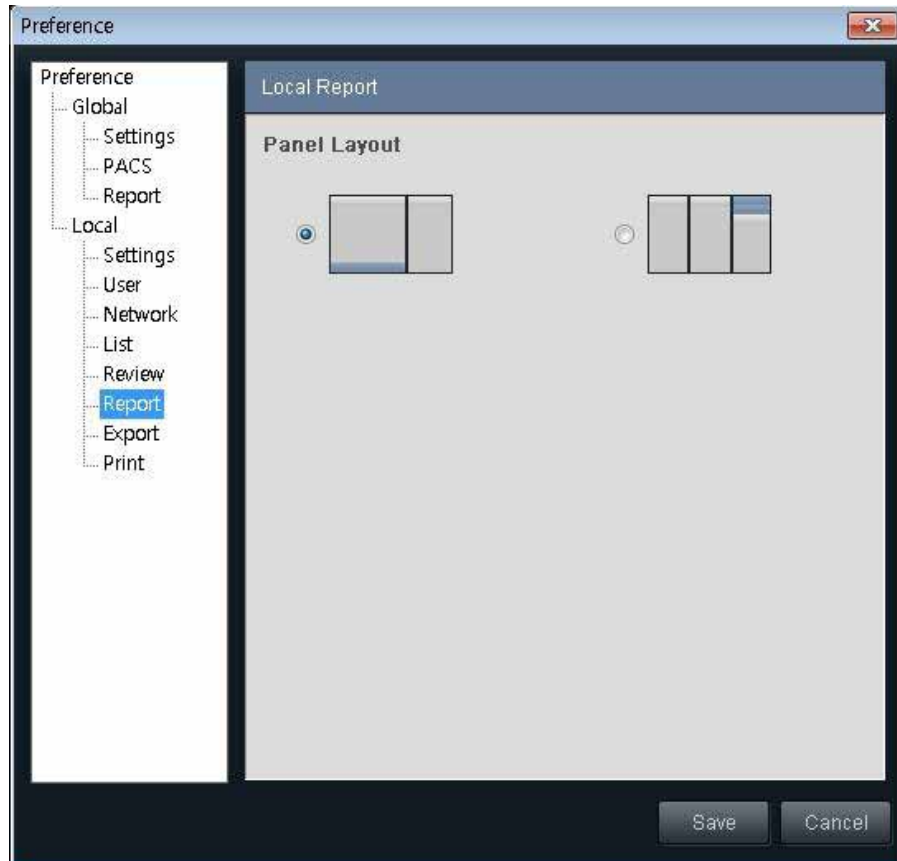 Preference
Preference
Global
Settings
PACS
Report
Local
Settings
User
Network
List
Review
Report
Export
Print
Local Report
Panel Layout
Save
Cancel